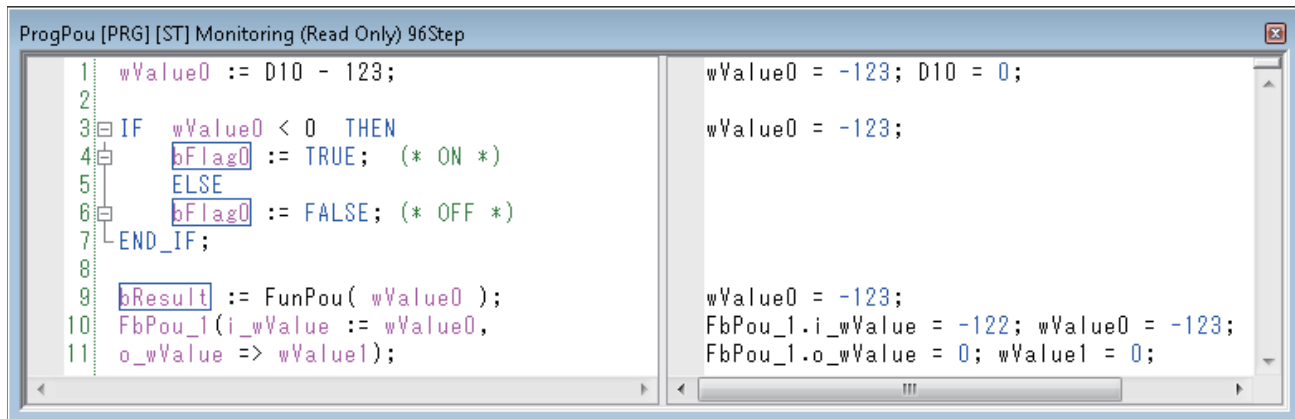 ProgPou [PRG] [ST] Monitoring (Read Only) 96Step
1 wValue0 := D10 - 123; wValue0 = -123; D10 = 0;
2
3 IF wValue0 < 0 THEN wValue0 = -123;
4 bFlag0 := TRUE; (* ON *)
5 ELSE
6 bFlag0 := FALSE; (* OFF *)
7 END_IF;
8
9 bResult := FunPou( wValue0 ); wValue0 = -123;
10 FbPou_1(i_wValue := wValue0, FbPou_1.i_wValue = -122; wValue0 = -123;
11 o_wValue => wValue1); FbPou_1.o_wValue = 0; wValue1 = 0;